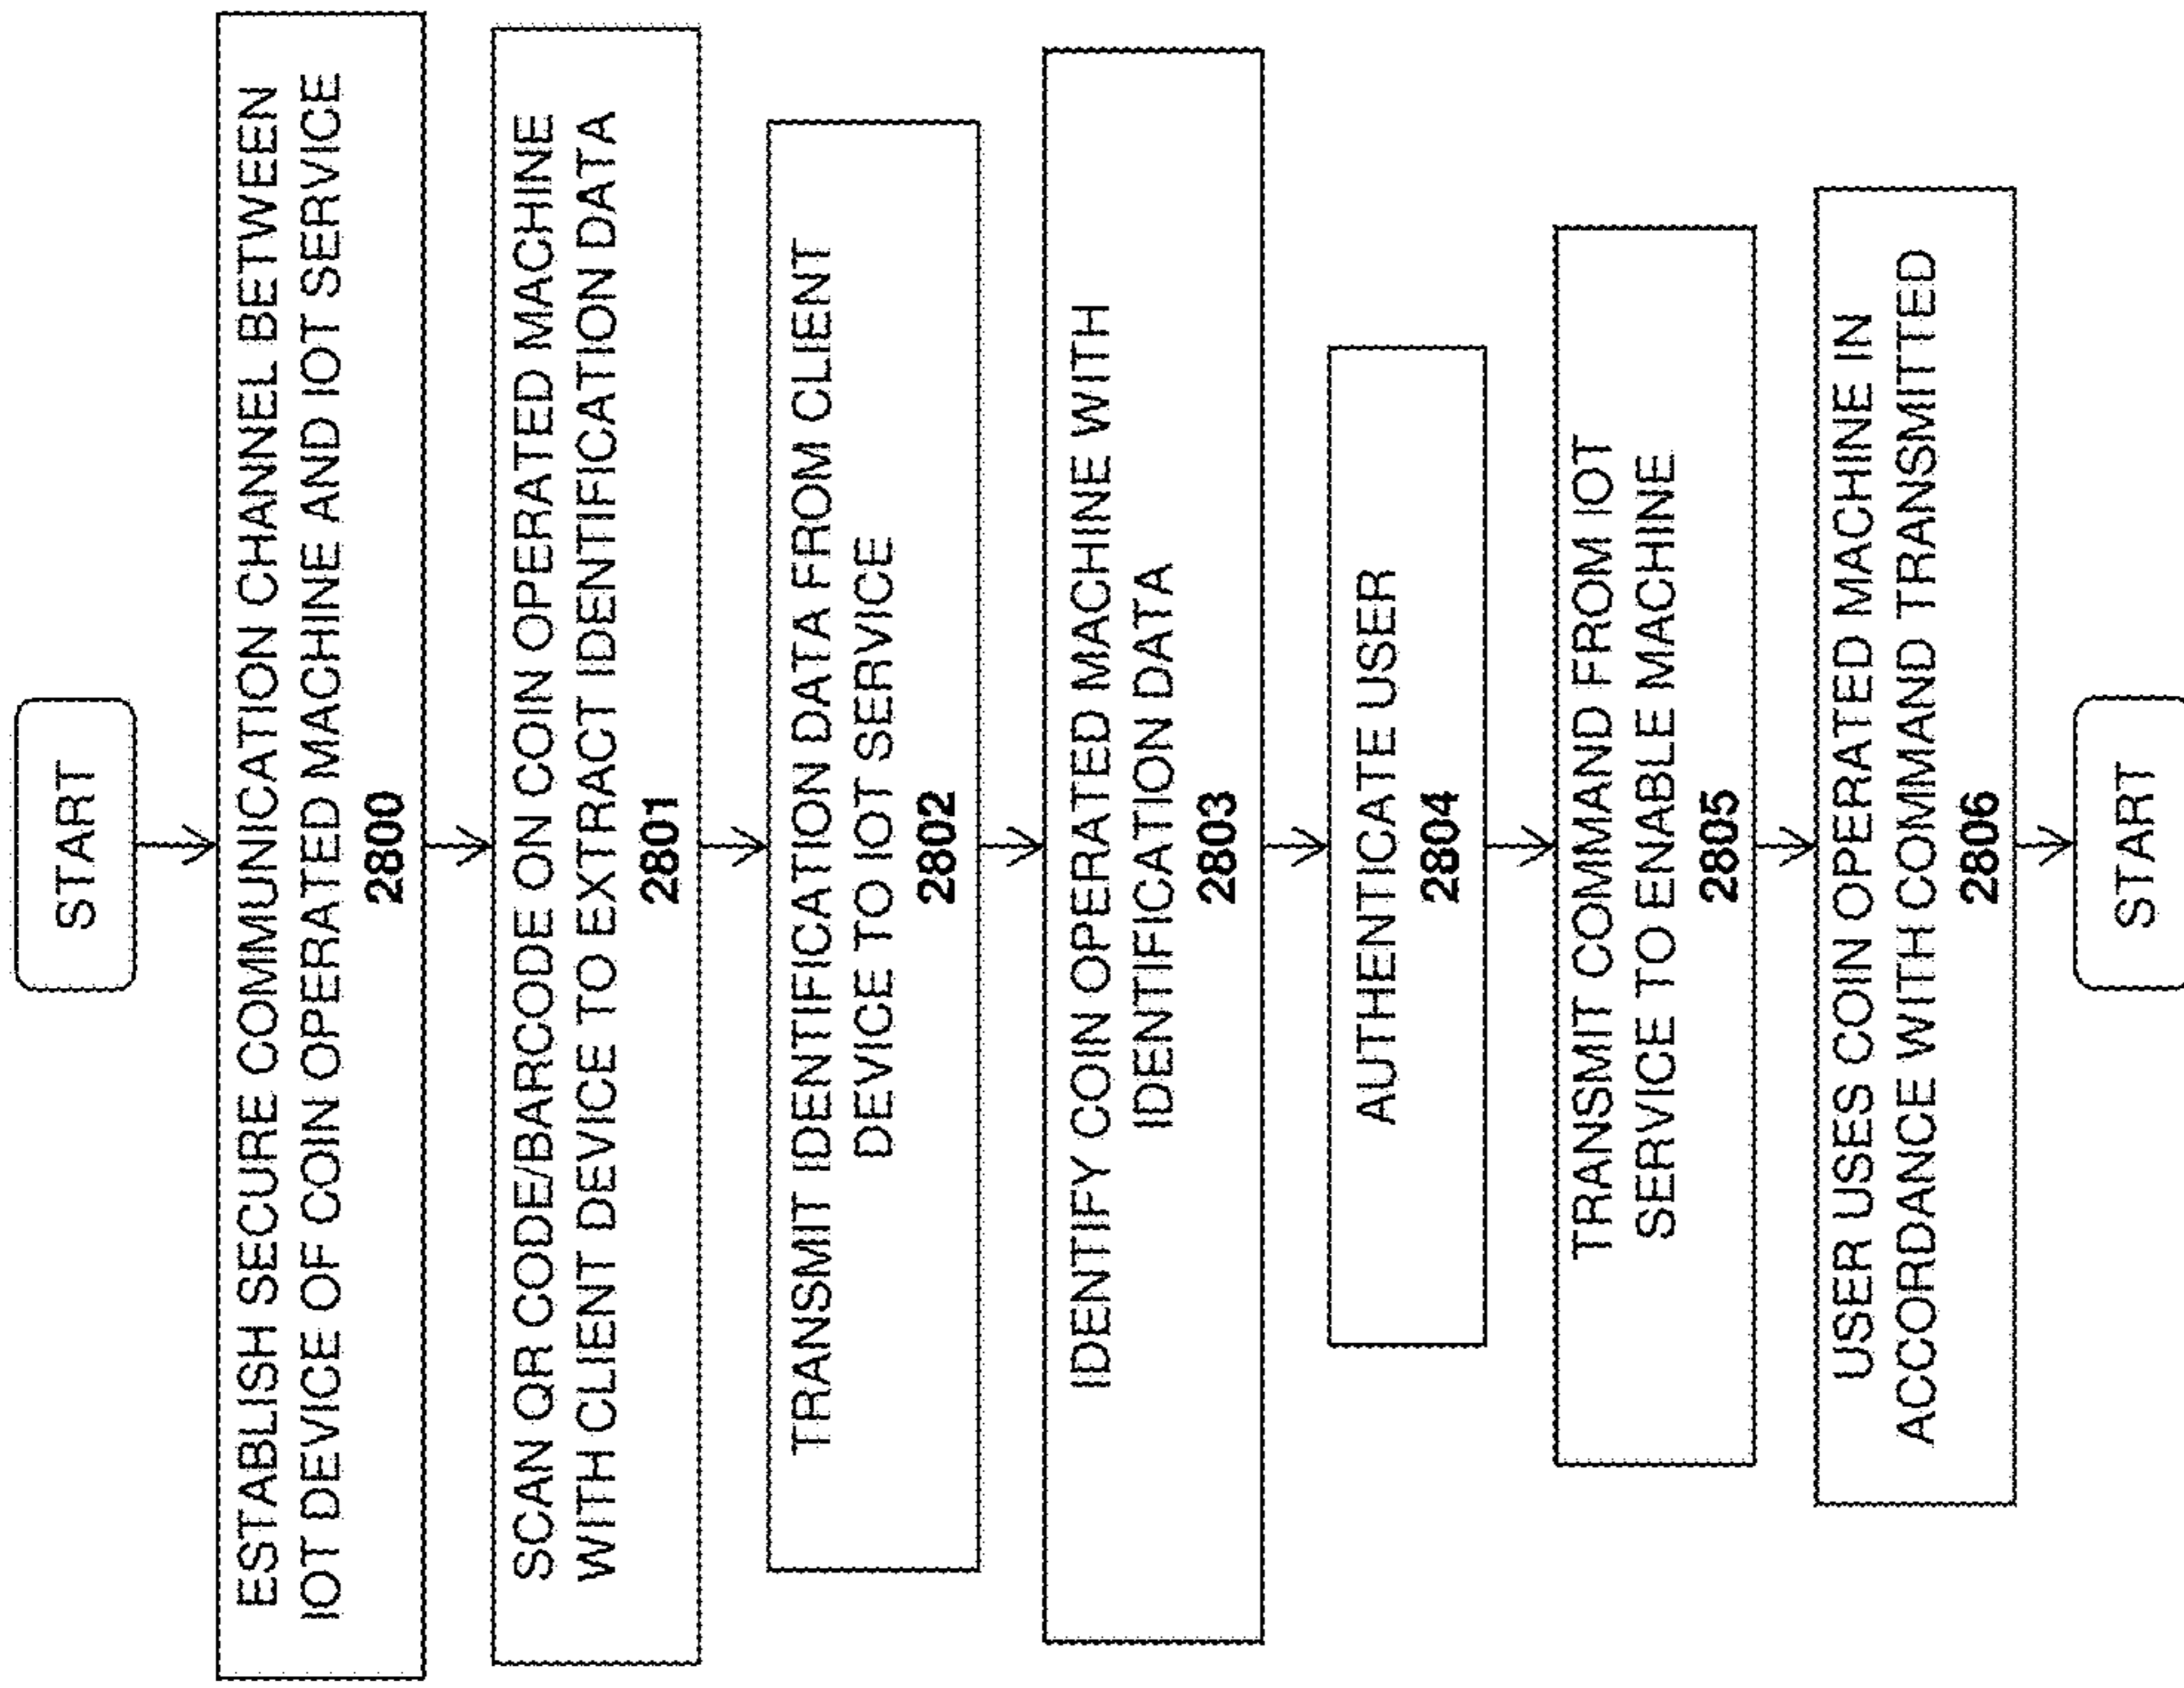 START
ESTABLISH SECURE COMMUNICATION CHANNEL BETWEEN
IOT DEVICE OF COIN OPERATED MACHINE AND IOT SERVICE
2800
SCAN QR CODE/BARCODE ON COIN OPERATED MACHINE
WITH CLIENT DEVICE TO EXTRACT IDENTIFICATION DATA
2801
TRANSMIT IDENTIFICATION DATA FROM CLIENT
DEVICE TO IOT SERVICE
2802
IDENTIFY COIN OPERATED MACHINE WITH
IDENTIFICATION DATA
2803
AUTHENTICATE USER
2804
TRANSMIT COMMAND FROM IOT
SERVICE TO ENABLE MACHINE
2805
USER USES COIN OPERATED MACHINE IN
ACCORDANCE WITH COMMAND TRANSMITTED
2806
START